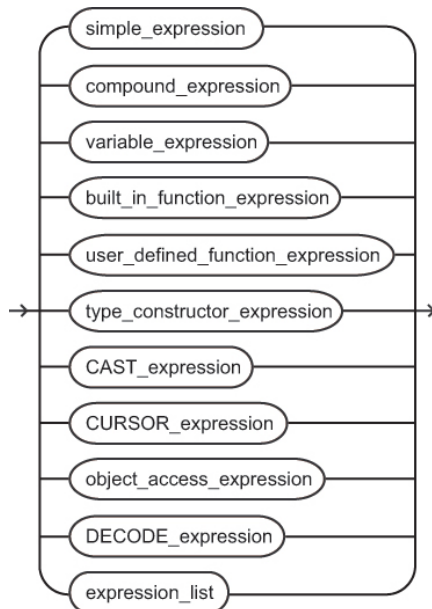 simple_expression
compound_expression
variable_expression
built_in_function_expression
user_defined_function_expression
type_constructor_expression
CAST_expression
CURSOR_expression
object_access_expression
DECODE_expression
expression_list